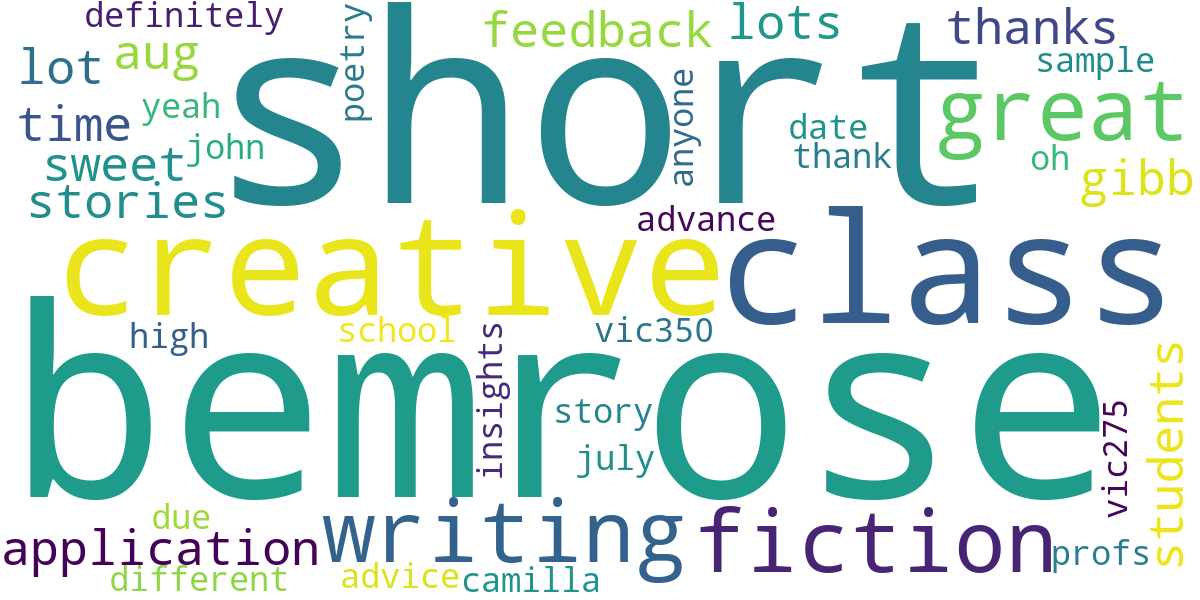 definitely
lot
aug
short
poetry
feedback
lots
thanks
sample
time
yeah
john
anyone
date
thank
great
oh
sweet
stories
gibb
creative
advance
class
high
school
vic350
bemrose
insights
story
july
vic275
students
due
application
writing
fiction
profs
different
advice
camilla